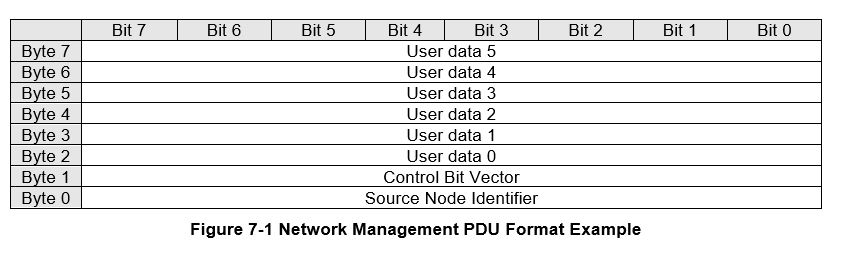 Bit 7 Bit 6 Bit 5 Bit 4 Bit 3 Bit 2 Bit 1 Bit 0
Byte 7 User data 5
Byte 6 User data 4
Byte 5 User data 3
Byte 4 User data 2
Byte 3 User data 1
Byte 2 User data 0
Byte 1 Control Bit Vector
Byte 0 Source Node Identifier
Figure 7-1 Network Management PDU Format Example